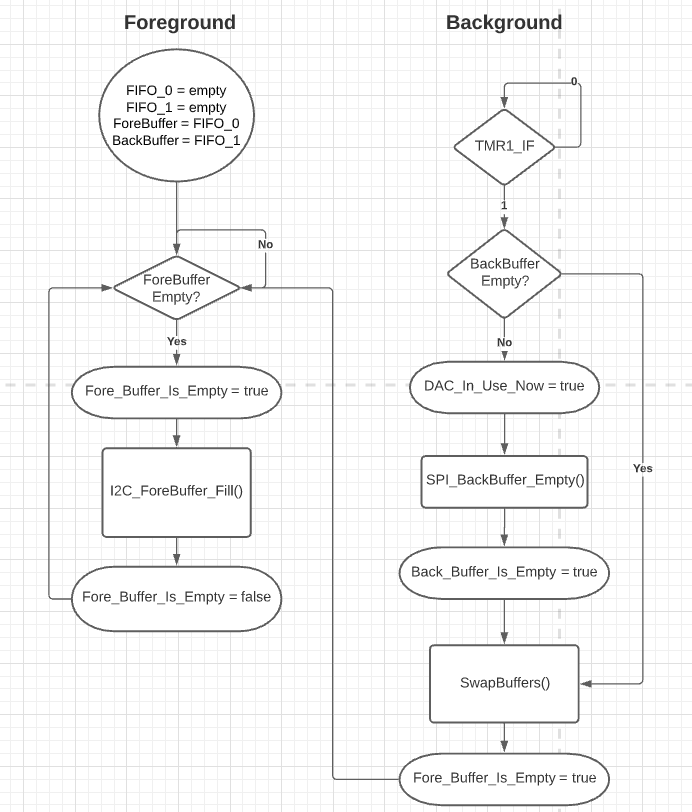 Foreground
Background
FIFO_0 = empty
FIFO_1 = empty
ForeBuffer = FIFO_0
BackBuffer = FIFO_1
0
TMR1_IF
1
No
ForeBuffer
Empty?
Yes
BackBuffer
Empty?
No
Yes
Fore_Buffer_Is_Empty = true
I2C_ForeBuffer_Fill()
Fore_Buffer_Is_Empty = false
DAC_In_Use_Now = true
SPI_BackBuffer_Empty()
Back_Buffer_Is_Empty = true
SwapBuffers()
Fore_Buffer_Is_Empty = true